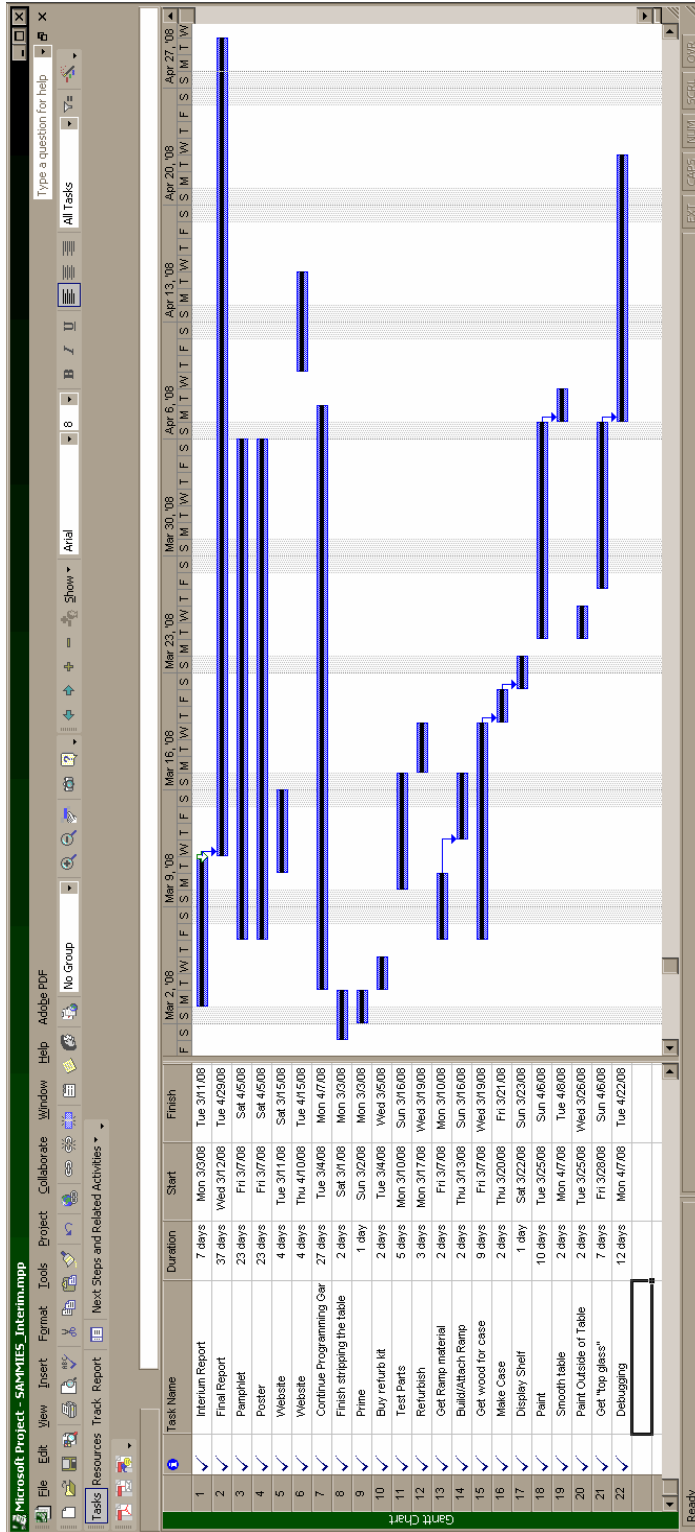 Microsoft Project - SAMMIES_Interim.mpp
File Edit View Insert Format Tools Project Collaborate Window Help Adobe PDF
Type a question for help
No Group
Show
Arial
8
B I U
All Tasks
Tasks Resources Track Report Next Steps and Related Activities
Task Name Duration Start Finish
Mar 2, '08 Mar 9, '08 Mar 16, '08 Mar 23, '08 Mar 30, '08 Apr 6, '08 Apr 13, '08 Apr 20, '08 Apr 27, '08
F S S M T W T F S S M T W T F S S M T W T F S S M T W T F S S M T W T F S S M T W T F S S M T W T F S S M T W T F S S M T W
1 Interium Report 7 days Mon 3/3/08 Tue 3/11/08
2 Final Report 37 days Wed 3/12/08 Tue 4/29/08
3 Pamphlet 23 days Fri 3/7/08 Sat 4/5/08
4 Poster 23 days Fri 3/7/08 Sat 4/5/08
5 Website 4 days Tue 3/11/08 Sat 3/15/08
6 Website 4 days Thu 4/10/08 Tue 4/15/08
7 Continue Programming Gar 27 days Tue 3/4/08 Mon 4/7/08
8 Finish stripping the table 2 days Sat 3/1/08 Mon 3/3/08
9 Prime 1 day Sun 3/2/08 Mon 3/3/08
10 Buy refurb kit 2 days Tue 3/4/08 Wed 3/5/08
11 Test Parts 5 days Mon 3/10/08 Sun 3/16/08
12 Refurbish 3 days Mon 3/17/08 Wed 3/19/08
13 Get Ramp material 2 days Fri 3/7/08 Mon 3/10/08
14 Build/Attach Ramp 2 days Thu 3/13/08 Sun 3/16/08
15 Get wood for case 9 days Fri 3/7/08 Wed 3/19/08
16 Make Case 2 days Thu 3/20/08 Fri 3/21/08
17 Display Shelf 1 day Sat 3/22/08 Sun 3/23/08
18 Paint 10 days Tue 3/25/08 Sun 4/6/08
19 Smooth table 2 days Mon 4/7/08 Tue 4/8/08
20 Paint Outside of Table 2 days Tue 3/25/08 Wed 3/26/08
21 Get "top glass" 7 days Fri 3/28/08 Sun 4/6/08
22 Debugging 12 days Mon 4/7/08 Tue 4/22/08
Gantt Chart
Ready
EXT CAPS NUM SCRL OVR